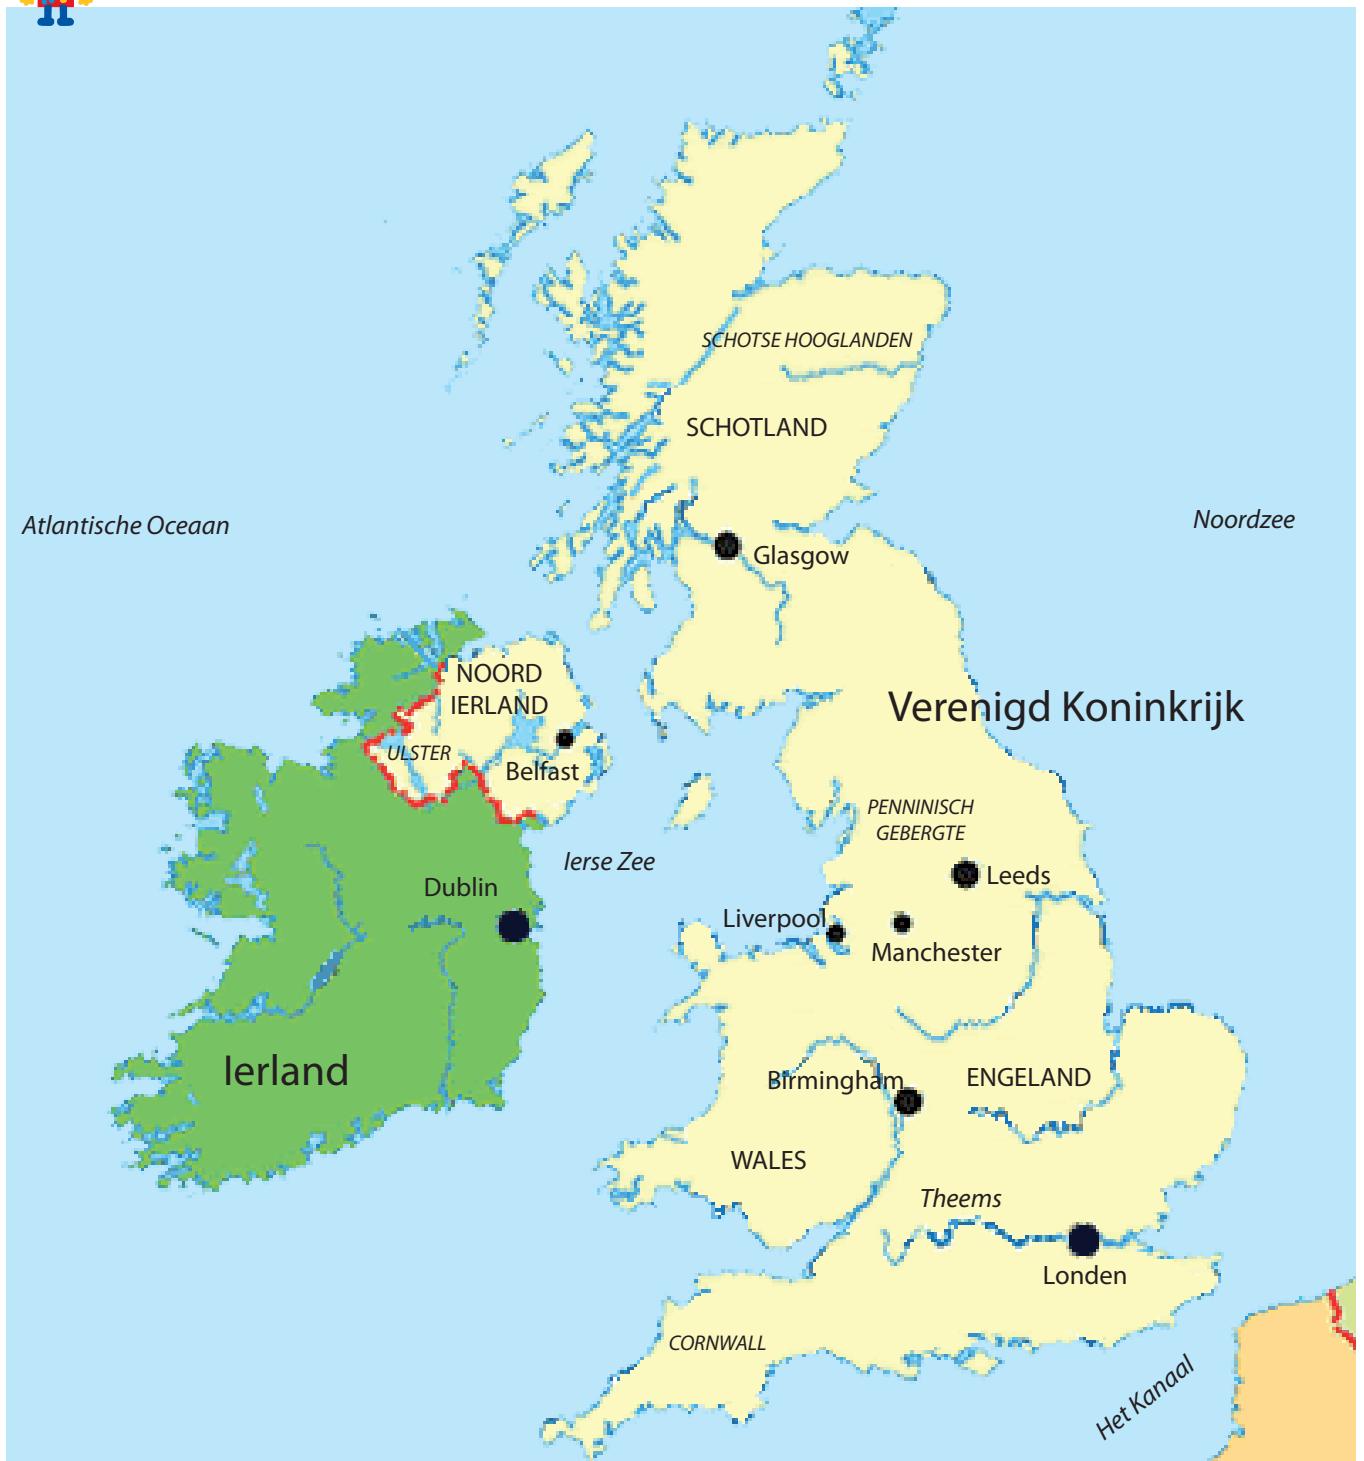 SCHOTSE HOOGLANDEN
SCHOTLAND
Atlantische Oceaan
Noordzee
Glasgow
NOORD
IERLAND
Verenigd Koninkrijk
ULSTER
Belfast
PENNINISCH
GEBERGTE
Ierse Zee
Leeds
Dublin
Liverpool
Manchester
Ierland
Birmingham
ENGELAND
WALES
Theems
Londen
CORNWALL
Het Kanaal